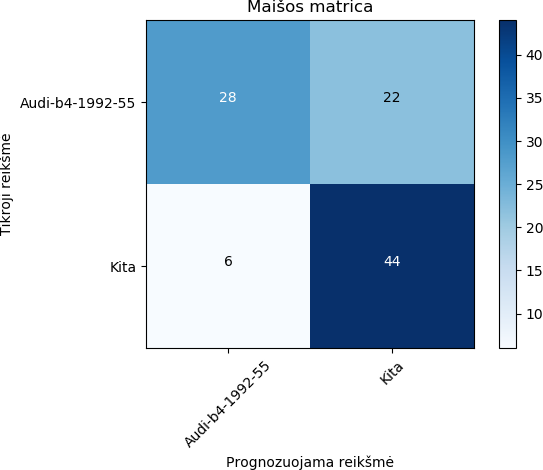 Maišos matrica
Tikroji reikšmė
Audi-b4-1992-55
Kita
28
22
6
44
Audi-b4-1992-55
Kita
Prognozuojama reikšmė
40
35
30
25
20
15
10